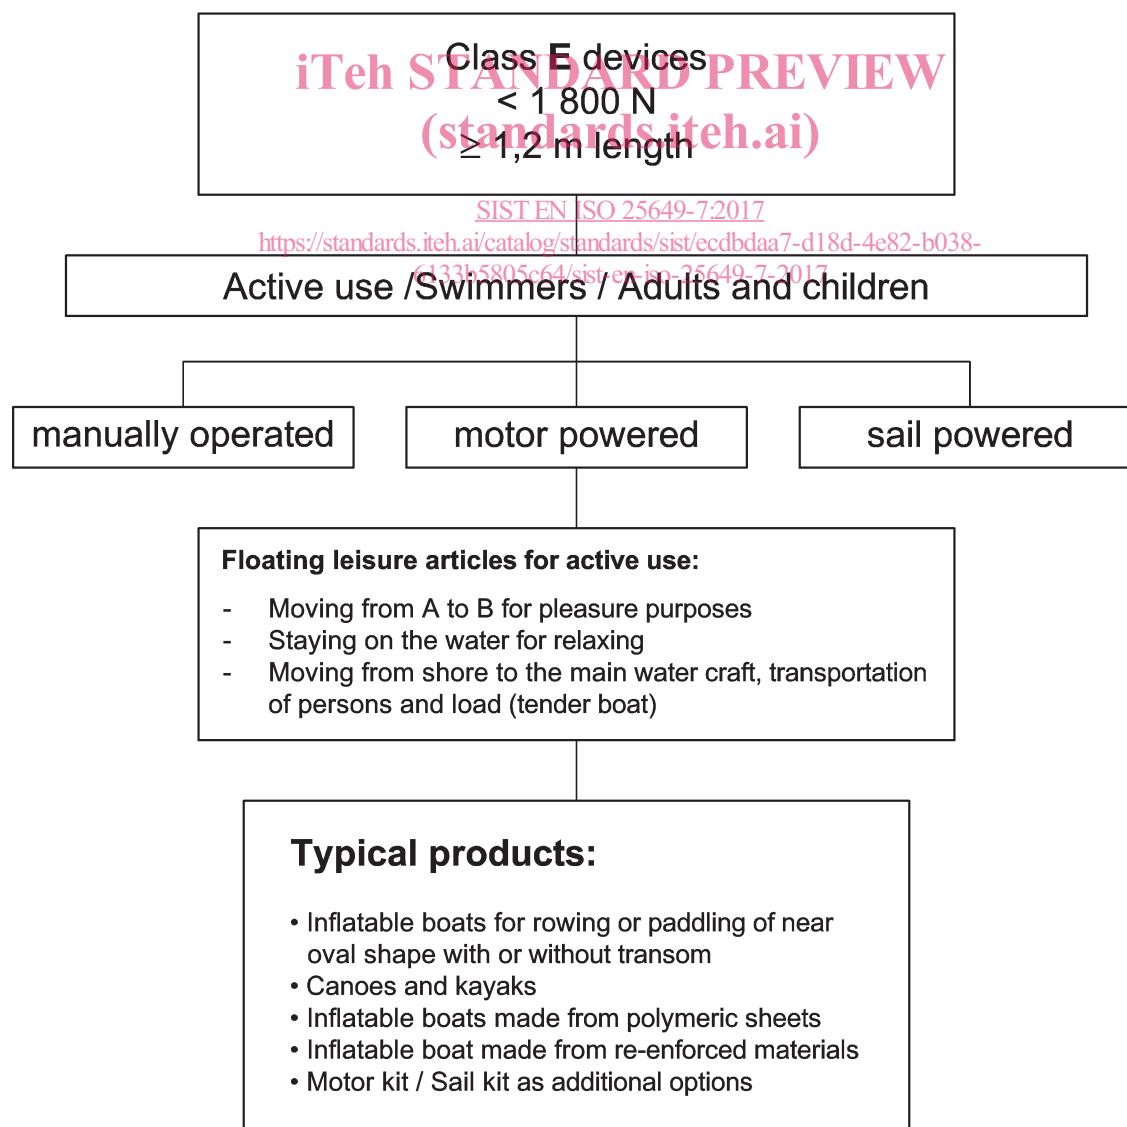 Class E devices
iTeh STANDARD PREVIEW
< 1 800 N
(standards.iteh.ai)
≥ 1,2 m length
SIST EN ISO 25649-7:2017
https://standards.iteh.ai/catalog/standards/sist/ecdbdaa7-d18d-4e82-b038-
6133b5805c64/sist-en-iso-25649-7-2017
Active use /Swimmers / Adults and children
manually operated
motor powered
sail powered
Floating leisure articles for active use:
- Moving from A to B for pleasure purposes
- Staying on the water for relaxing
- Moving from shore to the main water craft, transportation
of persons and load (tender boat)
Typical products:
• Inflatable boats for rowing or paddling of near
oval shape with or without transom
• Canoes and kayaks
• Inflatable boats made from polymeric sheets
• Inflatable boat made from re-enforced materials
• Motor kit / Sail kit as additional options